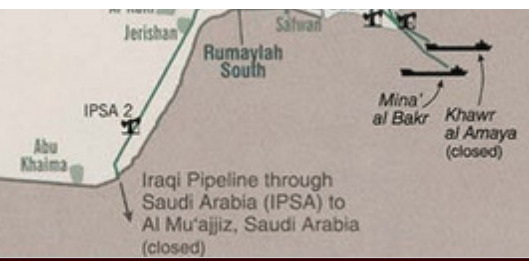 Jerishan
Safwan
Rumaylah
South
IPSA 2
Mina'
al Bakr
Khawr
al Amaya
(closed)
Abu
Khaima
Iraqi Pipeline through
Saudi Arabia (IPSA) to
Al Mu'ajjiz, Saudi Arabia
(closed)